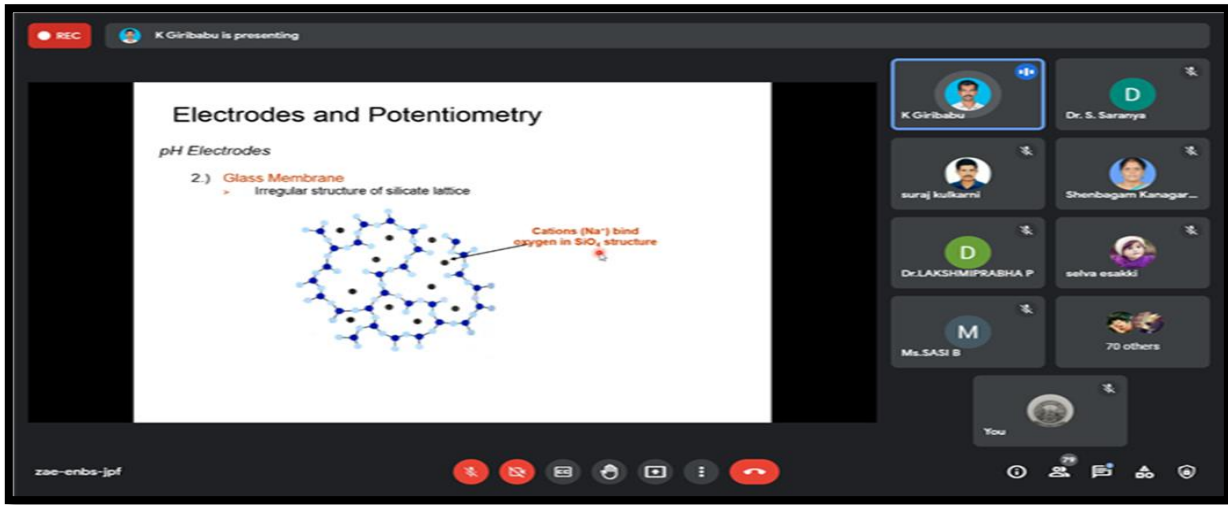 REC
K Giribabu is presenting
Electrodes and Potentiometry
pH Electrodes
2.) Glass Membrane
➢ Irregular structure of silicate lattice
Cations (Na⁺) bind
oxygen in SiO₄ structure
K Giribabu
D
Dr. S. Saranya
suraj kulkarni
Shenbagam Kanagar...
D
Dr.LAKSHMIPRABHA P
selva esakki
M
Ms.SASI B
70 others
You
zae-enbs-jpf
79